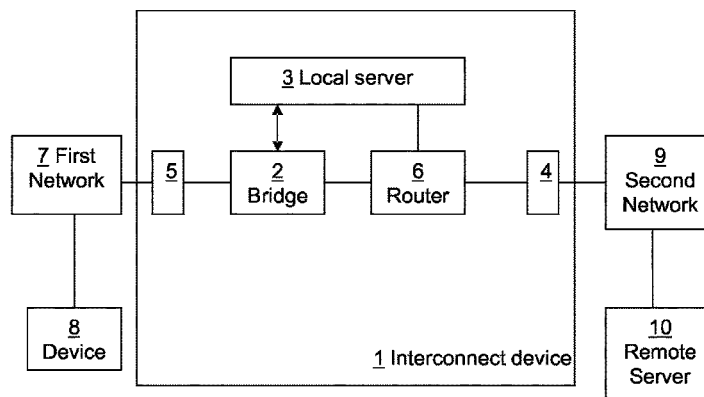 3 Local server
7 First
Network
5
2
Bridge
6
Router
4
9
Second
Network
8
Device
10
Remote
Server
1 Interconnect device